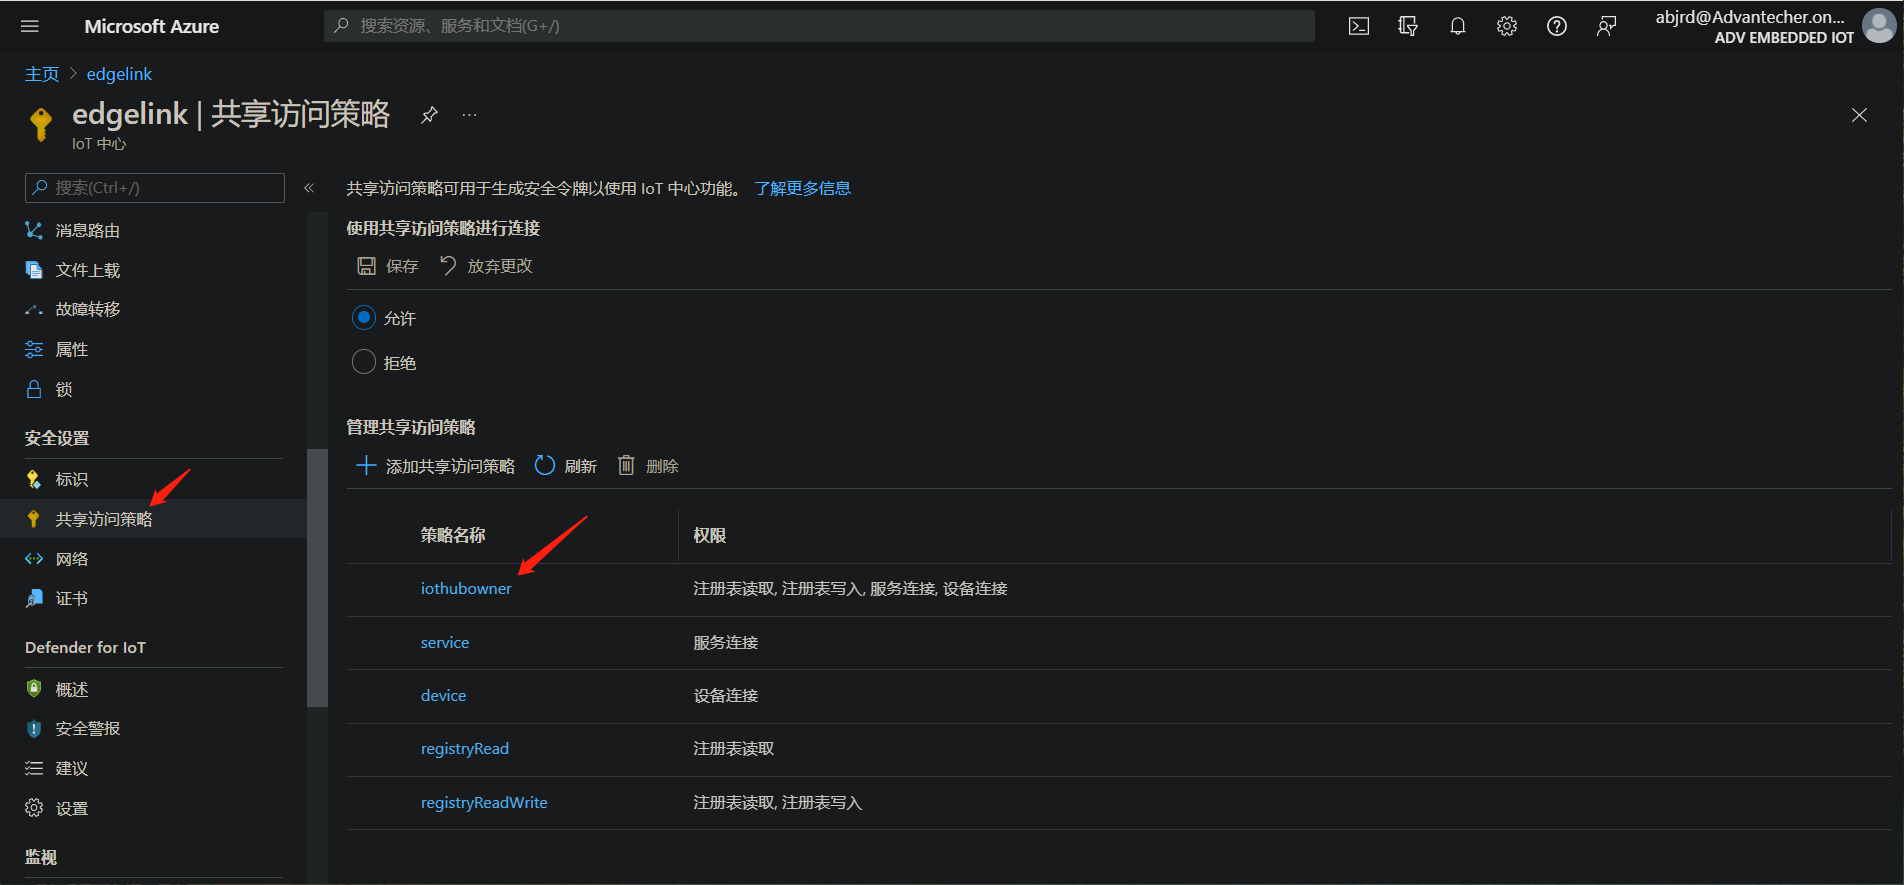 Microsoft Azure
搜索资源、服务和文档(G+/)
abjrd@Advantecher.on...
ADV EMBEDDED IOT
主页 > edgelink
edgelink | 共享访问策略
IoT 中心
搜索(Ctrl+/)
消息路由
文件上载
故障转移
属性
锁
安全设置
标识
共享访问策略
网络
证书
Defender for IoT
概述
安全警报
建议
设置
监视
共享访问策略可用于生成安全令牌以使用 IoT 中心功能。 了解更多信息
使用共享访问策略进行连接
保存 放弃更改
允许
拒绝
管理共享访问策略
添加共享访问策略 刷新 删除
策略名称 权限
iothubowner 注册表读取, 注册表写入, 服务连接, 设备连接
service 服务连接
device 设备连接
registryRead 注册表读取
registryReadWrite 注册表读取, 注册表写入